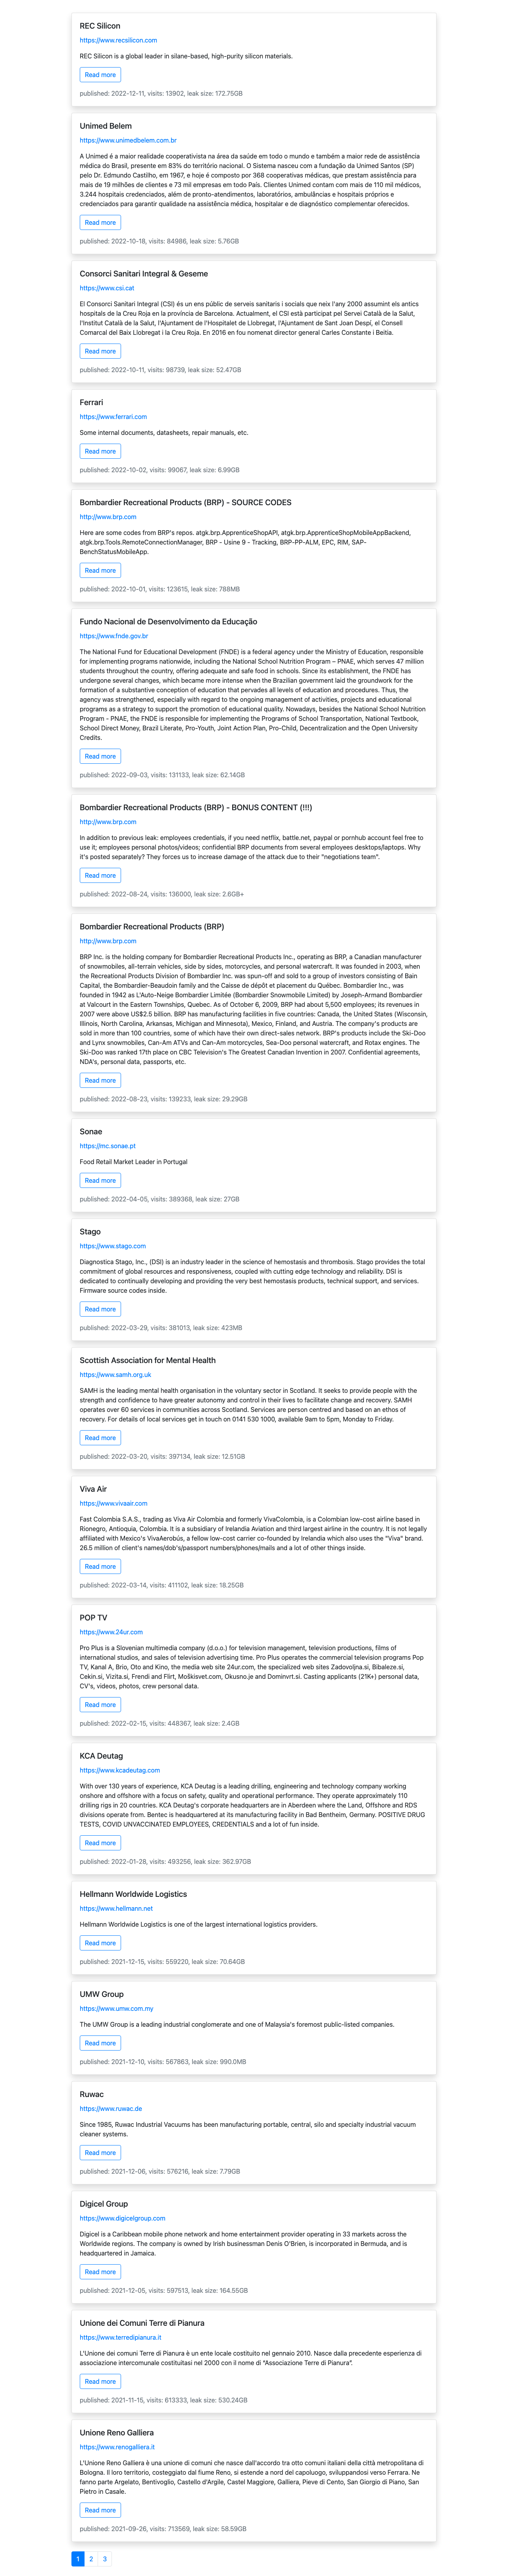 REC Silicon
https://www.recsilicon.com
REC Silicon is a global leader in silane-based, high-purity silicon materials.
Read more
published: 2022-12-11, visits: 13902, leak size: 172.75GB
Unimed Belem
https://www.unimedbelem.com.br
A Unimed é a maior realidade cooperativista na área da saúde em todo o mundo e também a maior rede de assistência
médica do Brasil, presente em 83% do território nacional. O Sistema nasceu com a fundação da Unimed Santos (SP)
pelo Dr. Edmundo Castilho, em 1967, e hoje é composto por 368 cooperativas médicas, que prestam assistência para
mais de 19 milhões de clientes e 73 mil empresas em todo País. Clientes Unimed contam com mais de 110 mil médicos,
3.244 hospitais credenciados, além de pronto-atendimentos, laboratórios, ambulâncias e hospitais próprios e
credenciados para garantir qualidade na assistência médica, hospitalar e de diagnóstico complementar oferecidos.
Read more
published: 2022-10-18, visits: 84986, leak size: 5.76GB
Consorci Sanitari Integral & Geseme
https://www.csi.cat
El Consorci Sanitari Integral (CSI) és un ens públic de serveis sanitaris i socials que neix l'any 2000 assumint els antics
hospitals de la Creu Roja en la província de Barcelona. Actualment, el CSI està participat pel Servei Català de la Salut,
l'Institut Català de la Salut, l'Ajuntament de l'Hospitalet de Llobregat, l'Ajuntament de Sant Joan Despí, el Consell
Comarcal del Baix Llobregat i la Creu Roja. En 2016 en fou nomenat director general Carles Constante i Beitia.
Read more
published: 2022-10-11, visits: 98739, leak size: 52.47GB
Ferrari
https://www.ferrari.com
Some internal documents, datasheets, repair manuals, etc.
Read more
published: 2022-10-02, visits: 99067, leak size: 6.99GB
Bombardier Recreational Products (BRP) - SOURCE CODES
http://www.brp.com
Here are some codes from BRP's repos. atgk.brp.ApprenticeShopAPI, atgk.brp.ApprenticeShopMobileAppBackend,
atgk.brp.Tools.RemoteConnectionManager, BRP - Usine 9 - Tracking, BRP-PP-ALM, EPC, RIM, SAP-
BenchStatusMobileApp.
Read more
published: 2022-10-01, visits: 123615, leak size: 788MB
Fundo Nacional de Desenvolvimento da Educação
https://www.fnde.gov.br
The National Fund for Educational Development (FNDE) is a federal agency under the Ministry of Education, responsible
for implementing programs nationwide, including the National School Nutrition Program – PNAE, which serves 47 million
students throughout the country, offering adequate and safe food in schools. Since its establishment, the FNDE has
undergone several changes, which became more intense when the Brazilian government laid the groundwork for the
formation of a substantive conception of education that pervades all levels of education and procedures. Thus, the
agency was strengthened, especially with regard to the ongoing management of activities, projects and educational
programs as a strategy to support the promotion of educational quality. Nowadays, besides the National School Nutrition
Program - PNAE, the FNDE is responsible for implementing the Programs of School Transportation, National Textbook,
School Direct Money, Brazil Literate, Pro-Youth, Joint Action Plan, Pro-Child, Decentralization and the Open University
Credits.
Read more
published: 2022-09-03, visits: 131133, leak size: 62.14GB
Bombardier Recreational Products (BRP) - BONUS CONTENT (!!!)
http://www.brp.com
In addition to previous leak: employees credentials, if you need netflix, battle.net, paypal or pornhub account feel free to
use it; employees personal photos/videos; confidential BRP documents from several employees desktops/laptops. Why
it's posted separately? They forces us to increase damage of the attack due to their "negotiations team".
Read more
published: 2022-08-24, visits: 136000, leak size: 2.6GB+
Bombardier Recreational Products (BRP)
http://www.brp.com
BRP Inc. is the holding company for Bombardier Recreational Products Inc., operating as BRP, a Canadian manufacturer
of snowmobiles, all-terrain vehicles, side by sides, motorcycles, and personal watercraft. It was founded in 2003, when
the Recreational Products Division of Bombardier Inc. was spun-off and sold to a group of investors consisting of Bain
Capital, the Bombardier-Beaudoin family and the Caisse de dépôt et placement du Québec. Bombardier Inc., was
founded in 1942 as L'Auto-Neige Bombardier Limitée (Bombardier Snowmobile Limited) by Joseph-Armand Bombardier
at Valcourt in the Eastern Townships, Quebec. As of October 6, 2009, BRP had about 5,500 employees; its revenues in
2007 were above US$2.5 billion. BRP has manufacturing facilities in five countries: Canada, the United States (Wisconsin,
Illinois, North Carolina, Arkansas, Michigan and Minnesota), Mexico, Finland, and Austria. The company's products are
sold in more than 100 countries, some of which have their own direct-sales network. BRP's products include the Ski-Doo
and Lynx snowmobiles, Can-Am ATVs and Can-Am motorcycles, Sea-Doo personal watercraft, and Rotax engines. The
Ski-Doo was ranked 17th place on CBC Television's The Greatest Canadian Invention in 2007. Confidential agreements,
NDA's, personal data, passports, etc.
Read more
published: 2022-08-23, visits: 139233, leak size: 29.29GB
Sonae
https://mc.sonae.pt
Food Retail Market Leader in Portugal
Read more
published: 2022-04-05, visits: 389368, leak size: 27GB
Stago
https://www.stago.com
Diagnostica Stago, Inc., (DSI) is an industry leader in the science of hemostasis and thrombosis. Stago provides the total
commitment of global resources and responsiveness, coupled with cutting edge technology and reliability. DSI is
dedicated to continually developing and providing the very best hemostasis products, technical support, and services.
Firmware source codes inside.
Read more
published: 2022-03-29, visits: 381013, leak size: 423MB
Scottish Association for Mental Health
https://www.samh.org.uk
SAMH is the leading mental health organisation in the voluntary sector in Scotland. It seeks to provide people with the
strength and confidence to have greater autonomy and control in their lives to facilitate change and recovery. SAMH
operates over 60 services in communities across Scotland. Services are person centred and based on an ethos of
recovery. For details of local services get in touch on 0141 530 1000, available 9am to 5pm, Monday to Friday.
Read more
published: 2022-03-20, visits: 397134, leak size: 12.51GB
Viva Air
https://www.vivaair.com
Fast Colombia S.A.S., trading as Viva Air Colombia and formerly VivaColombia, is a Colombian low-cost airline based in
Rionegro, Antioquia, Colombia. It is a subsidiary of Irelandia Aviation and third largest airline in the country. It is not legally
affiliated with Mexico's VivaAerobús, a fellow low-cost carrier co-founded by Irelandia which also uses the "Viva" brand.
26.5 million of client's names/dob's/passport numbers/phones/mails and a lot of other things inside.
Read more
published: 2022-03-14, visits: 411102, leak size: 18.25GB
POP TV
https://www.24ur.com
Pro Plus is a Slovenian multimedia company (d.o.o.) for television management, television productions, films of
international studios, and sales of television advertising time. Pro Plus operates the commercial television programs Pop
TV, Kanal A, Brio, Oto and Kino, the media web site 24ur.com, the specialized web sites Zadovoljna.si, Bibaleze.si,
Cekin.si, Vizita.si, Frendi and Flirt, Moškisvet.com, Okusno.je and Dominvrt.si. Casting applicants (21K+) personal data,
CV's, videos, photos, crew personal data.
Read more
published: 2022-02-15, visits: 448367, leak size: 2.4GB
KCA Deutag
https://www.kcadeutag.com
With over 130 years of experience, KCA Deutag is a leading drilling, engineering and technology company working
onshore and offshore with a focus on safety, quality and operational performance. They operate approximately 110
drilling rigs in 20 countries. KCA Deutag's corporate headquarters are in Aberdeen where the Land, Offshore and RDS
divisions operate from. Bentec is headquartered at its manufacturing facility in Bad Bentheim, Germany. POSITIVE DRUG
TESTS, COVID UNVACCINATED EMPLOYEES, CREDENTIALS and a lot of fun inside.
Read more
published: 2022-01-28, visits: 493256, leak size: 362.97GB
Hellmann Worldwide Logistics
https://www.hellmann.net
Hellmann Worldwide Logistics is one of the largest international logistics providers.
Read more
published: 2021-12-15, visits: 559220, leak size: 70.64GB
UMW Group
https://www.umw.com.my
The UMW Group is a leading industrial conglomerate and one of Malaysia's foremost public-listed companies.
Read more
published: 2021-12-10, visits: 567863, leak size: 990.0MB
Ruwac
https://www.ruwac.de
Since 1985, Ruwac Industrial Vacuums has been manufacturing portable, central, silo and specialty industrial vacuum
cleaner systems.
Read more
published: 2021-12-06, visits: 576216, leak size: 7.79GB
Digicel Group
https://www.digicelgroup.com
Digicel is a Caribbean mobile phone network and home entertainment provider operating in 33 markets across the
Worldwide regions. The company is owned by Irish businessman Denis O'Brien, is incorporated in Bermuda, and is
headquartered in Jamaica.
Read more
published: 2021-12-05, visits: 597513, leak size: 164.55GB
Unione dei Comuni Terre di Pianura
https://www.terredipianura.it
L'Unione dei comuni Terre di Pianura è un ente locale costituito nel gennaio 2010. Nasce dalla precedente esperienza di
associazione intercomunale costituitasi nel 2000 con il nome di "Associazione Terre di Pianura".
Read more
published: 2021-11-15, visits: 613333, leak size: 530.24GB
Unione Reno Galliera
https://www.renogalliera.it
L'Unione Reno Galliera è una unione di comuni che nasce dall'accordo tra otto comuni italiani della città metropolitana di
Bologna. Il loro territorio, costeggiato dal fiume Reno, si estende a nord del capoluogo, sviluppandosi verso Ferrara. Ne
fanno parte Argelato, Bentivoglio, Castello d'Argile, Castel Maggiore, Galliera, Pieve di Cento, San Giorgio di Piano, San
Pietro in Casale.
Read more
published: 2021-09-26, visits: 713569, leak size: 58.59GB
1 2 3